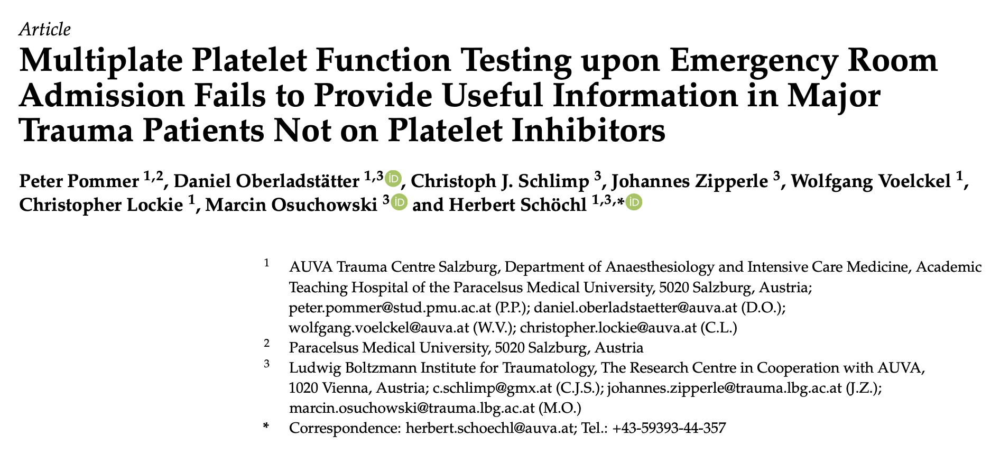 Article
Multiplate Platelet Function Testing upon Emergency Room
Admission Fails to Provide Useful Information in Major
Trauma Patients Not on Platelet Inhibitors
Peter Pommer 1,2, Daniel Oberladstätter 1,3 iD, Christoph J. Schlimp 3, Johannes Zipperle 3, Wolfgang Voelckel 1,
Christopher Lockie 1, Marcin Osuchowski 3 iD and Herbert Schöchl 1,3,* iD
1 AUVA Trauma Centre Salzburg, Department of Anaesthesiology and Intensive Care Medicine, Academic
Teaching Hospital of the Paracelsus Medical University, 5020 Salzburg, Austria;
peter.pommer@stud.pmu.ac.at (P.P.); daniel.oberladstaetter@auva.at (D.O.);
wolfgang.voelckel@auva.at (W.V.); christopher.lockie@auva.at (C.L.)
2 Paracelsus Medical University, 5020 Salzburg, Austria
3 Ludwig Boltzmann Institute for Traumatology, The Research Centre in Cooperation with AUVA,
1020 Vienna, Austria; c.schlimp@gmx.at (C.J.S.); johannes.zipperle@trauma.lbg.ac.at (J.Z.);
marcin.osuchowski@trauma.lbg.ac.at (M.O.)
* Correspondence: herbert.schoechl@auva.at; Tel.: +43-59393-44-357